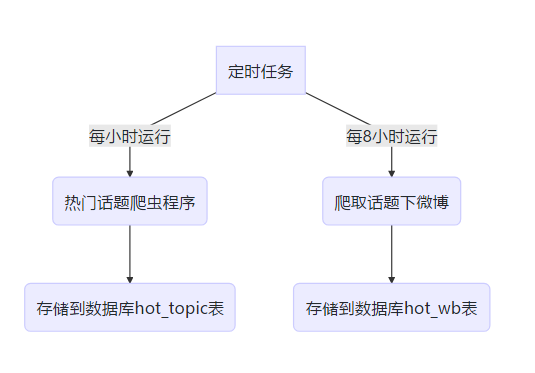 定时任务
每小时运行
每8小时运行
热门话题爬虫程序
爬取话题下微博
存储到数据库hot_topic表
存储到数据库hot_wb表